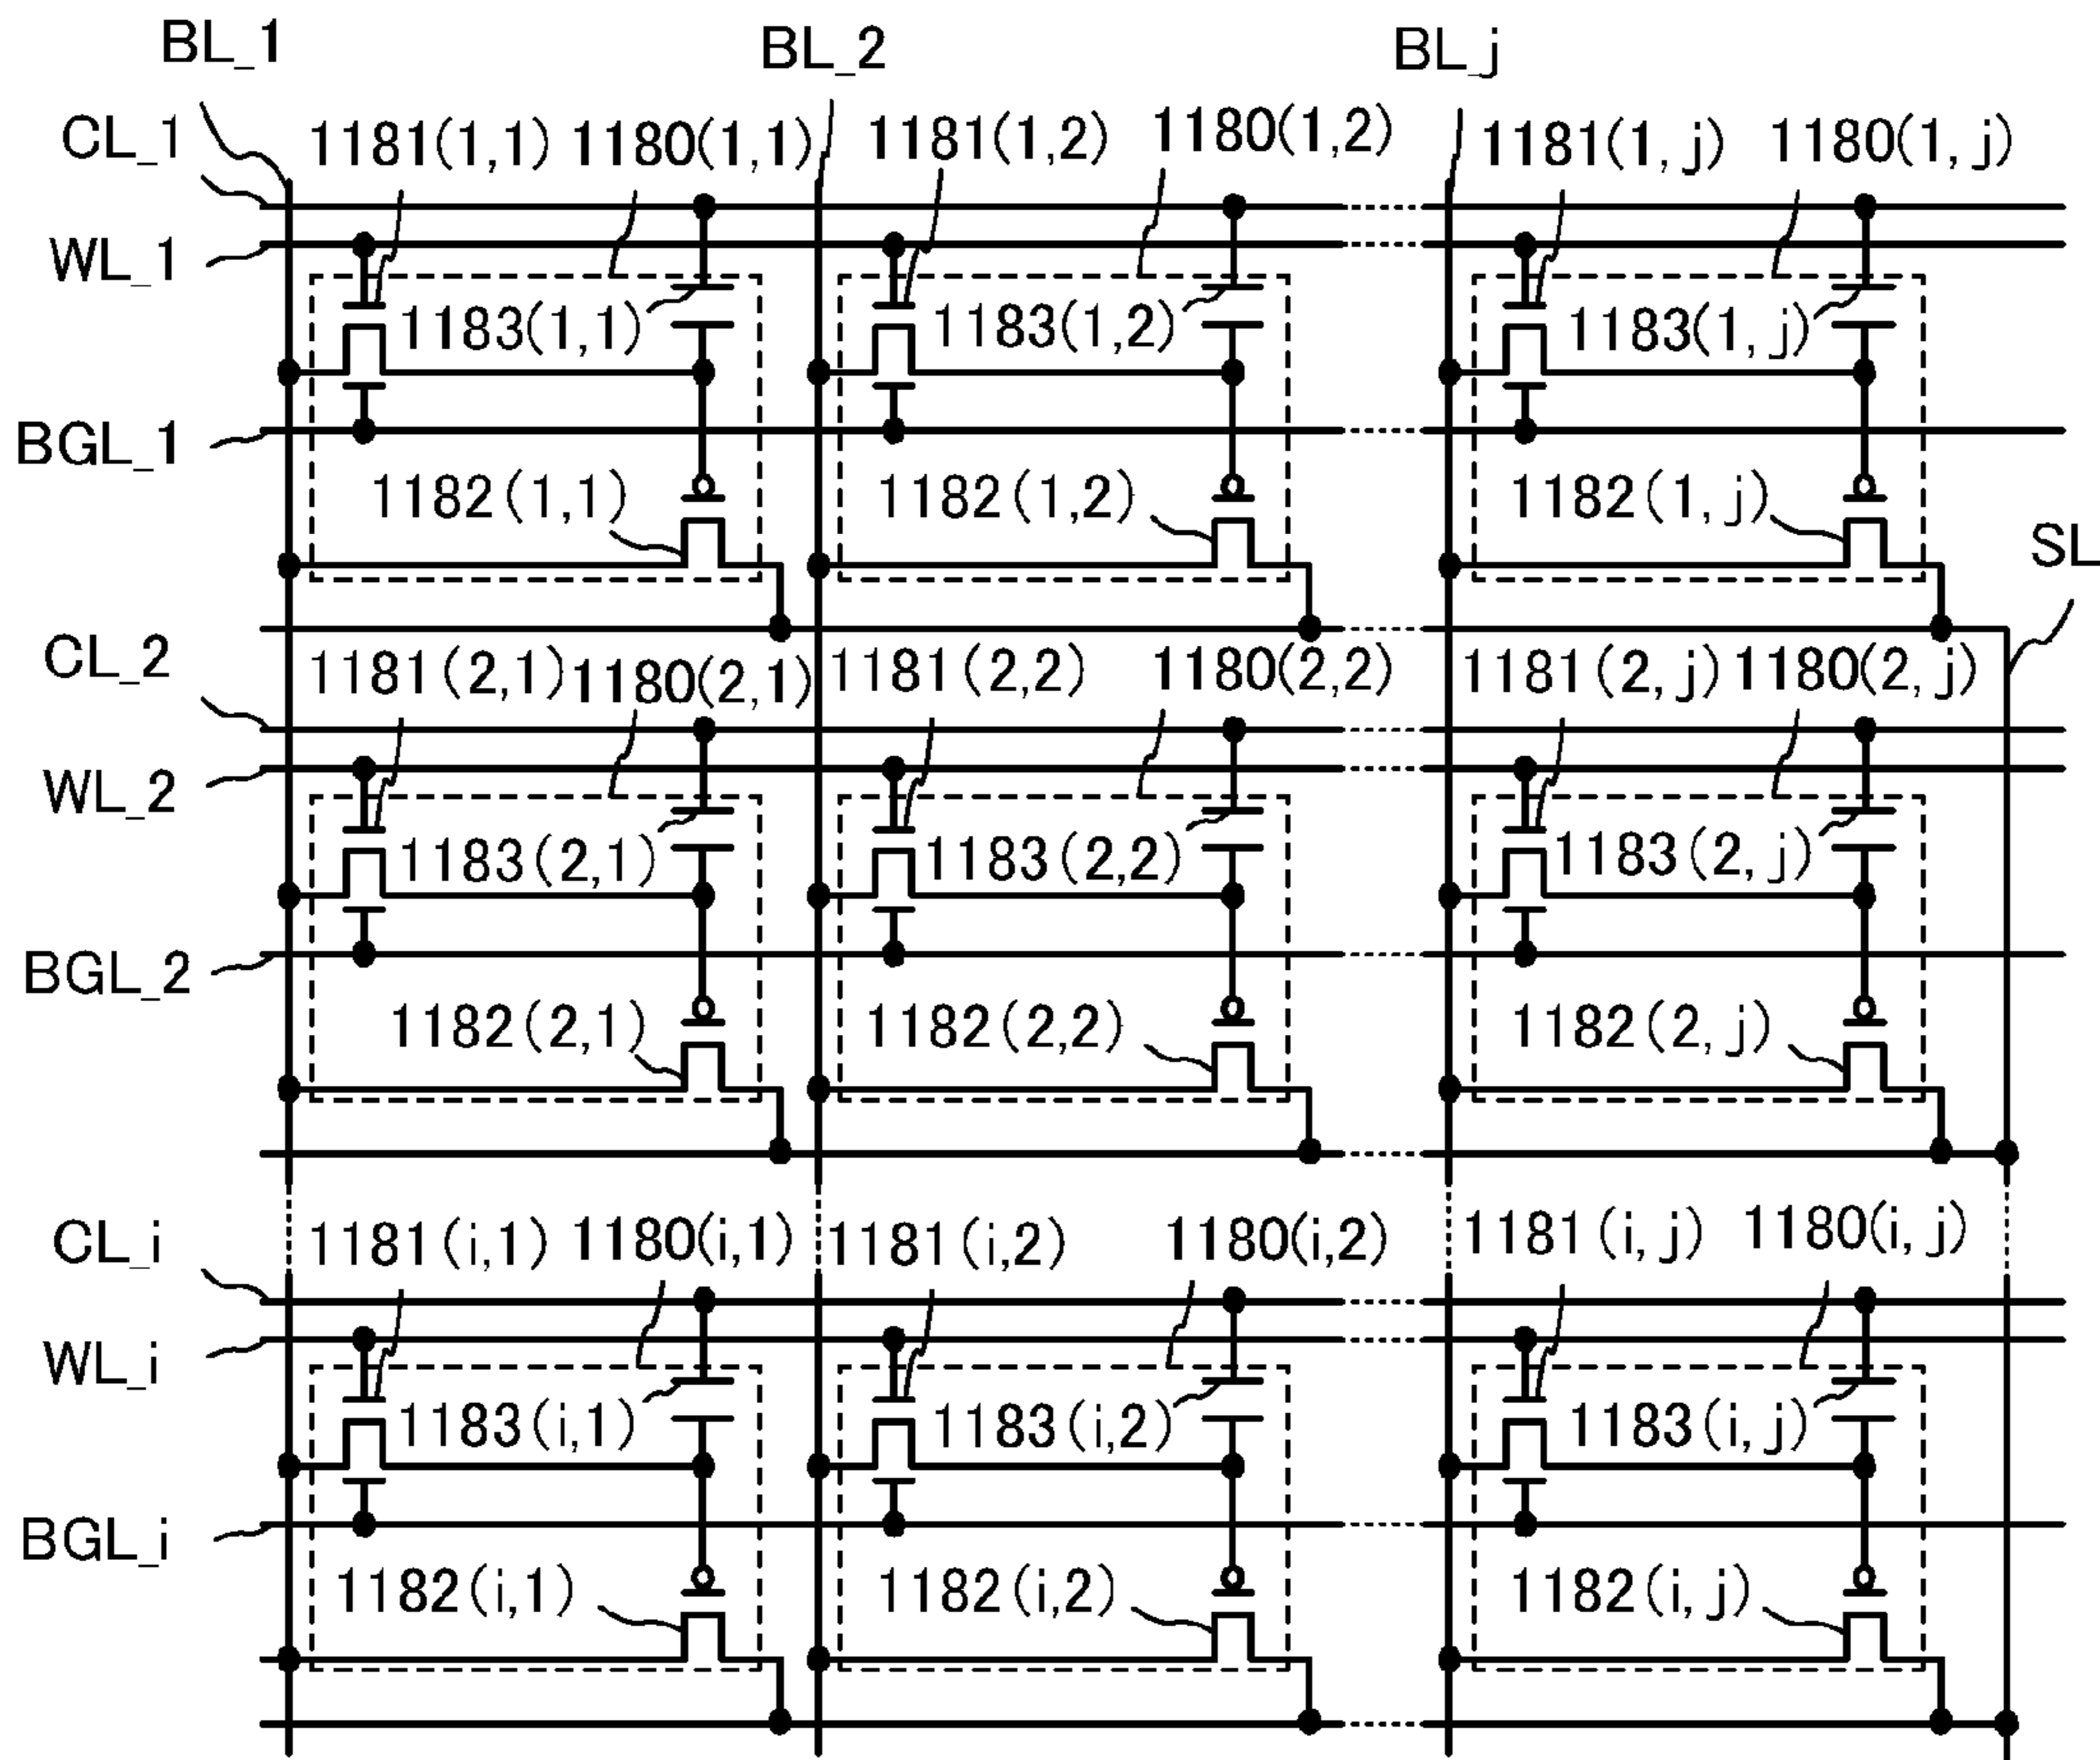 BL_1 BL_2 BL_j
CL_1 1181(1,1) 1180(1,1) 1181(1,2) 1180(1,2) 1181(1,j) 1180(1,j)
WL_1
1183(1,1) 1183(1,2) 1183(1,j)
BGL_1
1182(1,1) 1182(1,2) 1182(1,j)
SL
CL_2 1181(2,1) 1180(2,1) 1181(2,2) 1180(2,2) 1181(2,j) 1180(2,j)
WL_2
1183(2,1) 1183(2,2) 1183(2,j)
BGL_2
1182(2,1) 1182(2,2) 1182(2,j)
CL_i 1181(i,1) 1180(i,1) 1181(i,2) 1180(i,2) 1181(i,j) 1180(i,j)
WL_i
1183(i,1) 1183(i,2) 1183(i,j)
BGL_i
1182(i,1) 1182(i,2) 1182(i,j)